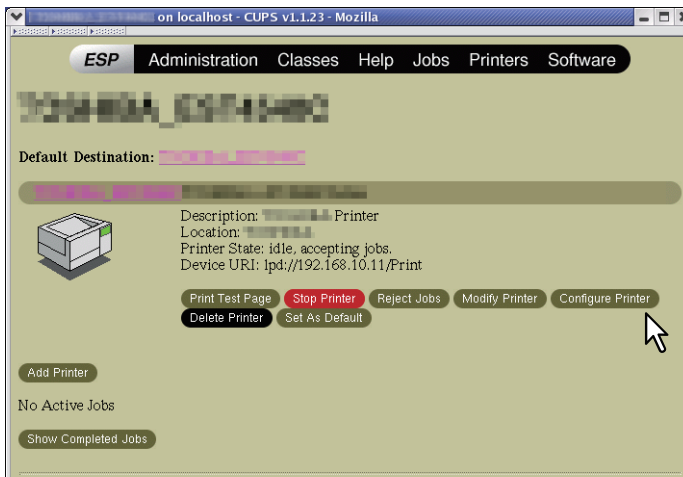 on localhost - CUPS v1.1.23 - Mozilla
ESP Administration Classes Help Jobs Printers Software
Default Destination:
Description: Printer
Location:
Printer State: idle, accepting jobs.
Device URI: lpd://192.168.10.11/Print
Print Test Page Stop Printer Reject Jobs Modify Printer Configure Printer
Delete Printer Set As Default
Add Printer
No Active Jobs
Show Completed Jobs